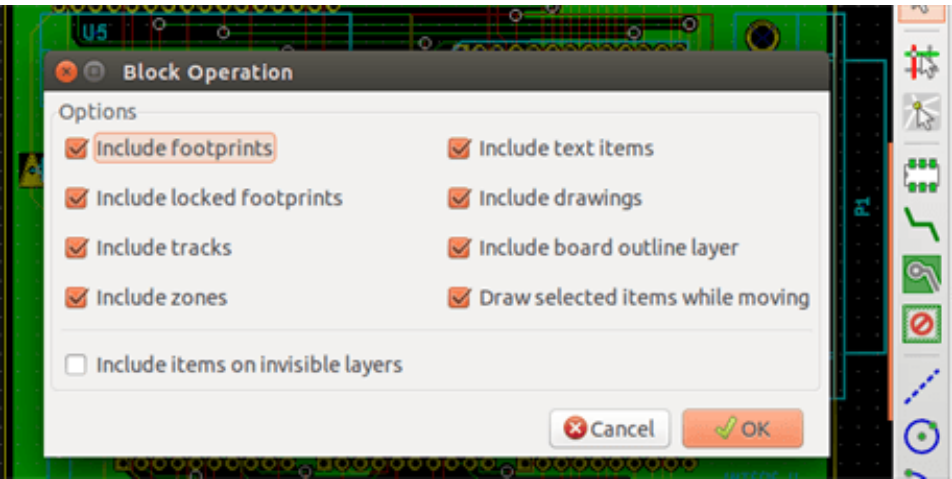 U5
Block Operation
Options
Include footprints
Include text items
Include locked footprints
Include drawings
Include tracks
Include board outline layer
Include zones
Draw selected items while moving
Include items on invisible layers
Cancel
OK
P1